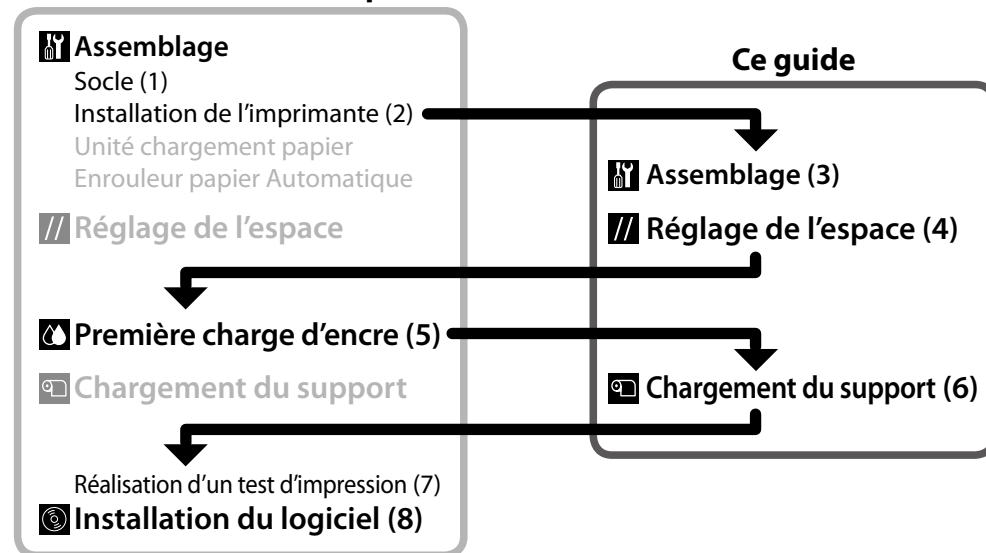 Assemblage
Socle (1)
Installation de l’imprimante (2)
Unité chargement papier
Enrouleur papier Automatique
Réglage de l’espace
Première charge d’encre (5)
Chargement du support
Réalisation d’un test d’impression (7)
Installation du logiciel (8)
Ce guide
Assemblage (3)
Réglage de l’espace (4)
Chargement du support (6)